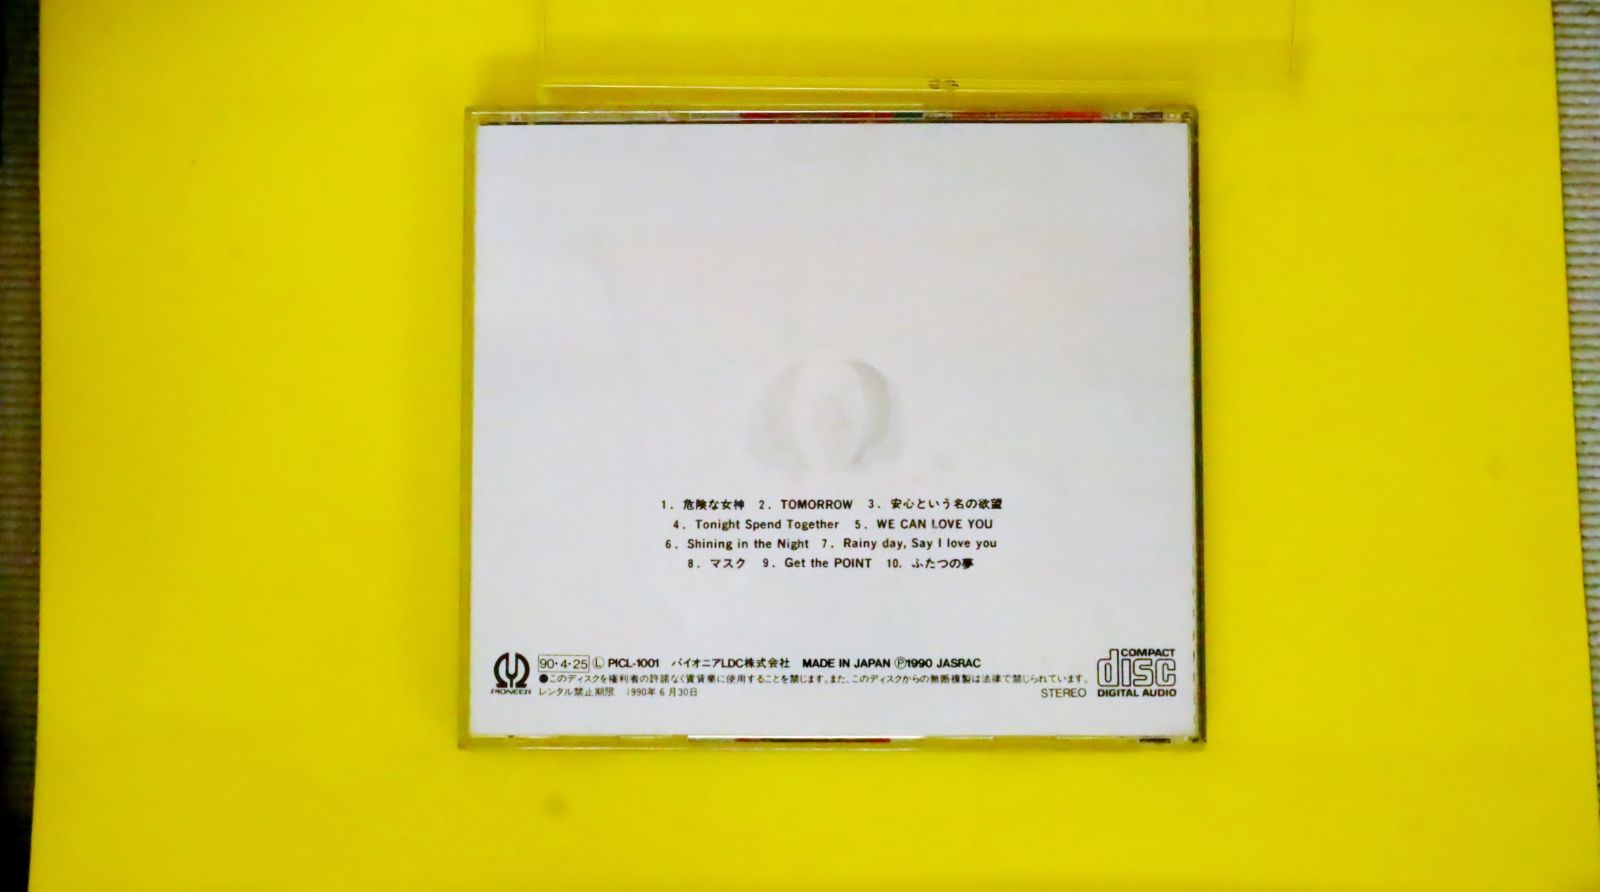 1. 危険な女神 2. TOMORROW 3. 安心という名の欲望
4. Tonight Spend Together 5. WE CAN LOVE YOU
6. Shining in the Night 7. Rainy day, Say I love you
8. マスク 9. Get the POINT 10. ふたつの夢
PIONEER
90・4・25 Ⓛ PICL-1001 パイオニアLDC株式会社 MADE IN JAPAN Ⓟ1990 JASRAC
●このディスクを権利者の許諾なく賃貸業に使用することを禁じます。また、このディスクからの無断複製は法律で禁じられています。
レンタル禁止期限 1990年6月30日 STEREO
COMPACT
disc
DIGITAL AUDIO